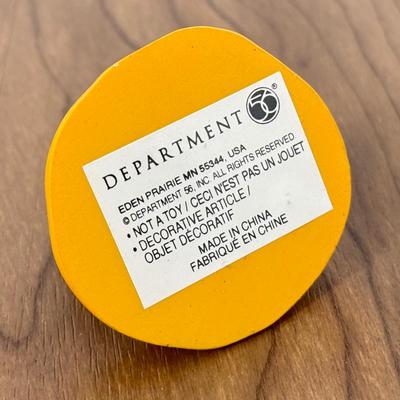 DEPARTMENT 56®
EDEN PRAIRIE MN 55344, USA
© DEPARTMENT 56, INC. ALL RIGHTS RESERVED
• NOT A TOY / CECI N'EST PAS UN JOUET
• DECORATIVE ARTICLE /
OBJET DÉCORATIF
MADE IN CHINA
FABRIQUÉ EN CHINE